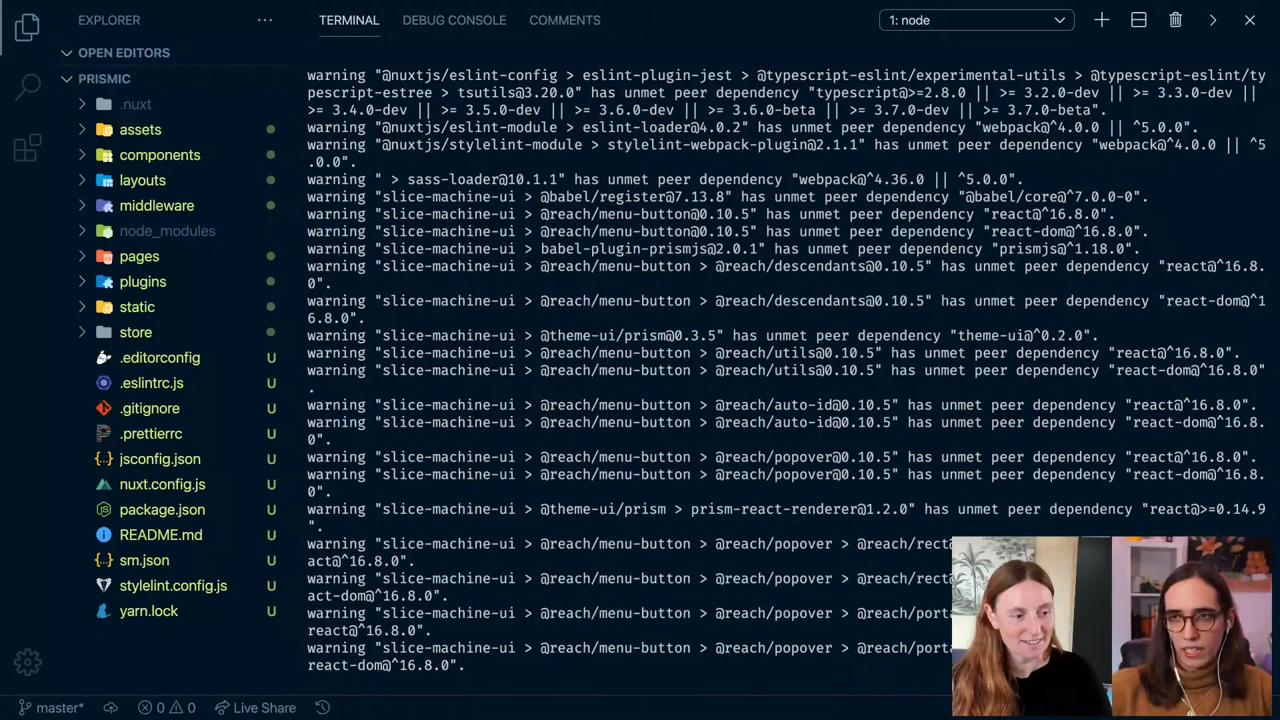 EXPLORER
TERMINAL
DEBUG CONSOLE
COMMENTS
1: node
OPEN EDITORS
PRISMIC
.nuxt
assets
components
layouts
middleware
node_modules
pages
plugins
static
store
.editorconfig U
.eslintrc.js U
.gitignore U
.prettierrc U
jsconfig.json U
nuxt.config.js U
package.json U
README.md U
sm.json U
stylelint.config.js U
yarn.lock U
warning "@nuxtjs/eslint-config > eslint-plugin-jest > @typescript-eslint/experimental-utils > @typescript-eslint/ty
pescript-estree > tsutils@3.20.0" has unmet peer dependency "typescript@>=2.8.0 || >= 3.2.0-dev || >= 3.3.0-dev ||
>= 3.4.0-dev || >= 3.5.0-dev || >= 3.6.0-dev || >= 3.6.0-beta || >= 3.7.0-dev || >= 3.7.0-beta".
warning "@nuxtjs/eslint-module > eslint-loader@4.0.2" has unmet peer dependency "webpack@^4.0.0 || ^5.0.0".
warning "@nuxtjs/stylelint-module > stylelint-webpack-plugin@2.1.1" has unmet peer dependency "webpack@^4.0.0 || ^5
.0.0".
warning " > sass-loader@10.1.1" has unmet peer dependency "webpack@^4.36.0 || ^5.0.0".
warning "slice-machine-ui > @babel/register@7.13.8" has unmet peer dependency "@babel/core@^7.0.0-0".
warning "slice-machine-ui > @reach/menu-button@0.10.5" has unmet peer dependency "react@^16.8.0".
warning "slice-machine-ui > @reach/menu-button@0.10.5" has unmet peer dependency "react-dom@^16.8.0".
warning "slice-machine-ui > babel-plugin-prismjs@2.0.1" has unmet peer dependency "prismjs@^1.18.0".
warning "slice-machine-ui > @reach/menu-button > @reach/descendants@0.10.5" has unmet peer dependency "react@^16.8.
0".
warning "slice-machine-ui > @reach/menu-button > @reach/descendants@0.10.5" has unmet peer dependency "react-dom@^1
6.8.0".
warning "slice-machine-ui > @theme-ui/prism@0.3.5" has unmet peer dependency "theme-ui@^0.2.0".
warning "slice-machine-ui > @reach/menu-button > @reach/utils@0.10.5" has unmet peer dependency "react@^16.8.0".
warning "slice-machine-ui > @reach/menu-button > @reach/utils@0.10.5" has unmet peer dependency "react-dom@^16.8.0"
.
warning "slice-machine-ui > @reach/menu-button > @reach/auto-id@0.10.5" has unmet peer dependency "react@^16.8.0".
warning "slice-machine-ui > @reach/menu-button > @reach/auto-id@0.10.5" has unmet peer dependency "react-dom@^16.8.
0".
warning "slice-machine-ui > @reach/menu-button > @reach/popover@0.10.5" has unmet peer dependency "react@^16.8.0".
warning "slice-machine-ui > @reach/menu-button > @reach/popover@0.10.5" has unmet peer dependency "react-dom@^16.8.
0".
warning "slice-machine-ui > @theme-ui/prism > prism-react-renderer@1.2.0" has unmet peer dependency "react@>=0.14.9
".
warning "slice-machine-ui > @reach/menu-button > @reach/popover > @reach/rect
act@^16.8.0".
warning "slice-machine-ui > @reach/menu-button > @reach/popover > @reach/rect
act-dom@^16.8.0".
warning "slice-machine-ui > @reach/menu-button > @reach/popover > @reach/porta
react@^16.8.0".
warning "slice-machine-ui > @reach/menu-button > @reach/popover > @reach/porta
react-dom@^16.8.0".
master* 0 0 Live Share